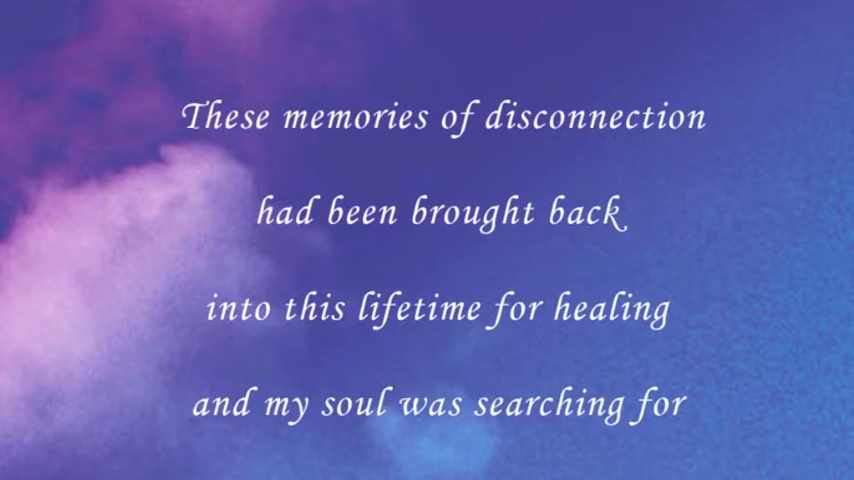 These memories of disconnection
had been brought back
into this lifetime for healing
and my soul was searching for